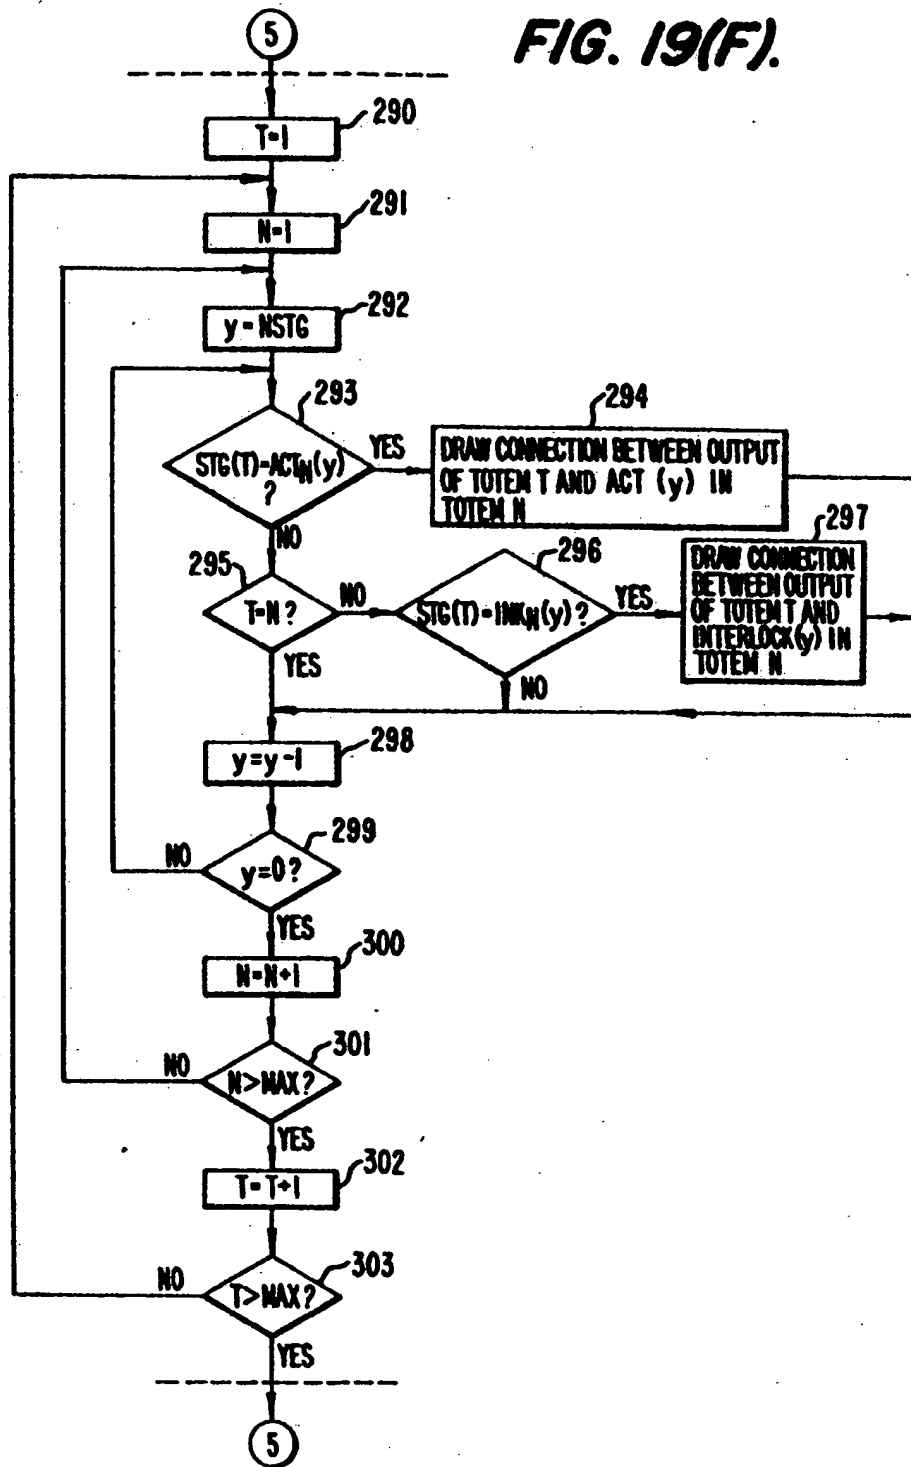 FIG. 19(F).
5
290
T=1
291
N=1
292
y=NSTG
293
STG(T)=ACTN(y)
?
YES
294
DRAW CONNECTION BETWEEN OUTPUT
OF TOTEM T AND ACT (y) IN
TOTEM N
NO
295
T=N?
NO
296
STG(T)=INKN(y)?
YES
297
DRAW CONNECTION
BETWEEN OUTPUT
OF TOTEM T AND
INTERLOCK(y) IN
TOTEM N
YES
NO
298
y=y-1
299
y=0?
NO
YES
300
N=N+1
301
N>MAX?
NO
YES
302
T=T+1
303
T>MAX?
NO
YES
5